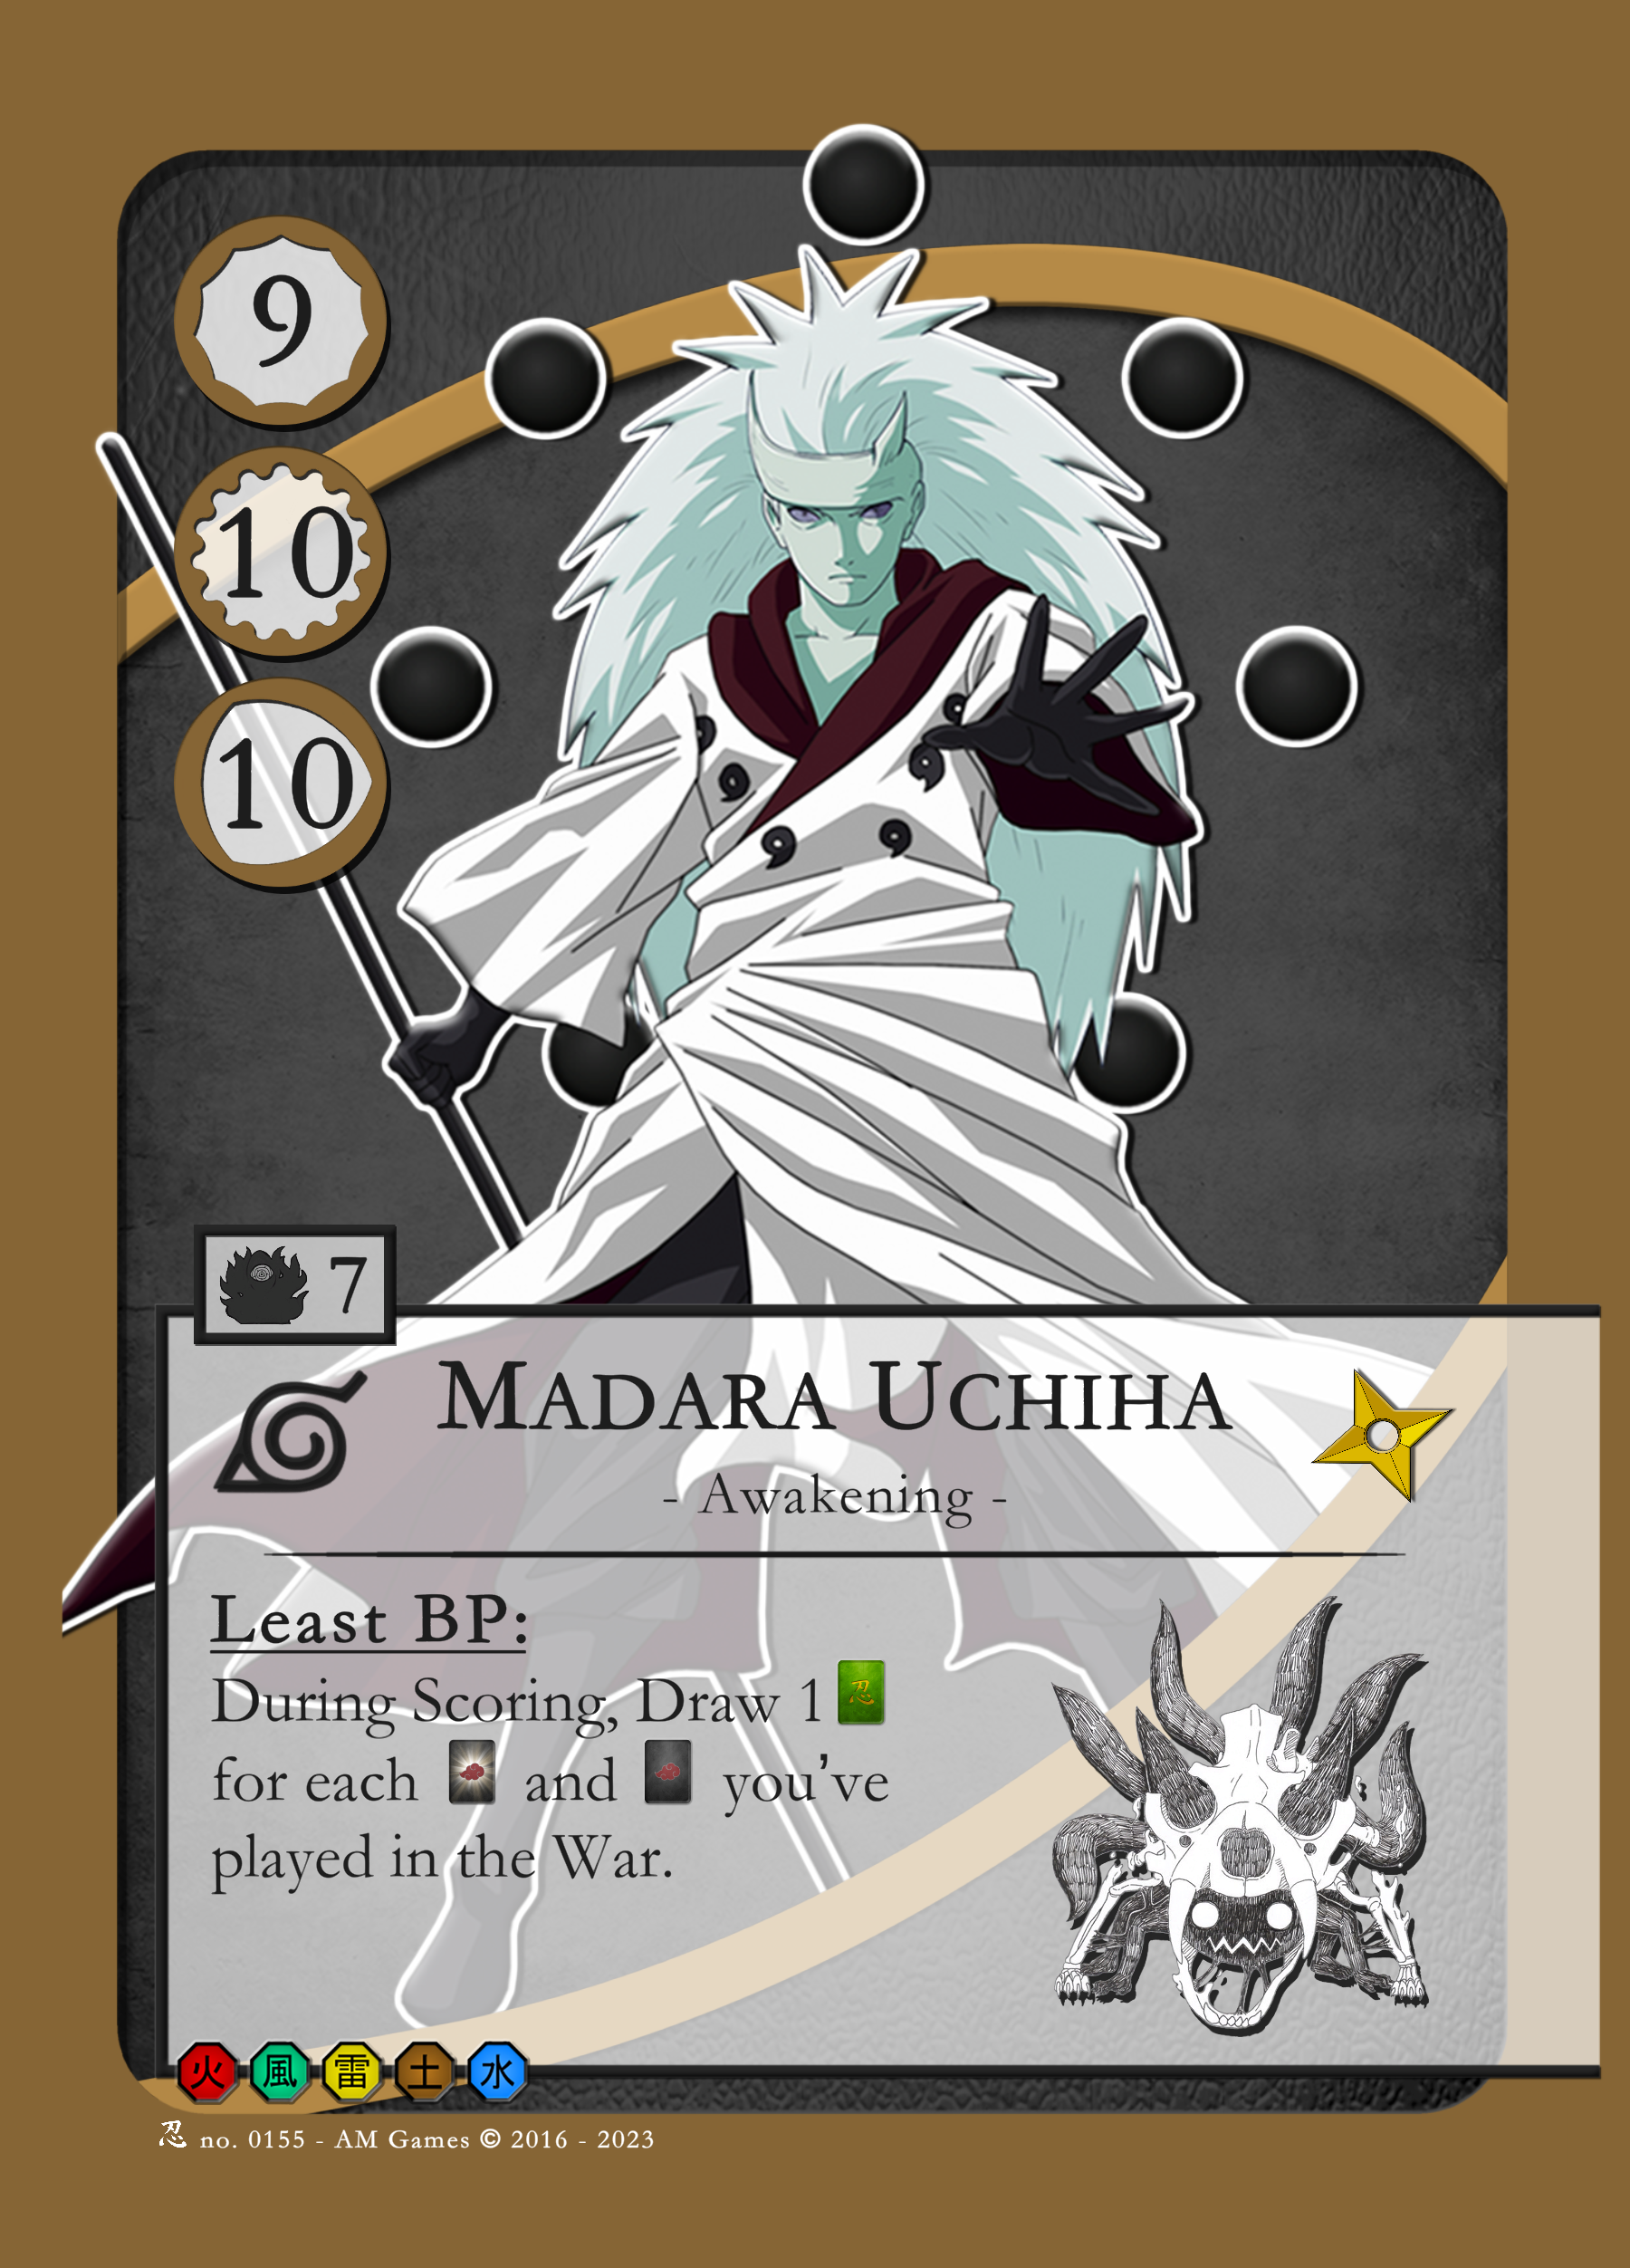 9
10
10
7
Madara Uchiha
- Awakening -
Least BP:
During Scoring, Draw 1 忍
for each and you've
played in the War.
火 風 雷 土 水
忍 no. 0155 - AM Games © 2016 - 2023